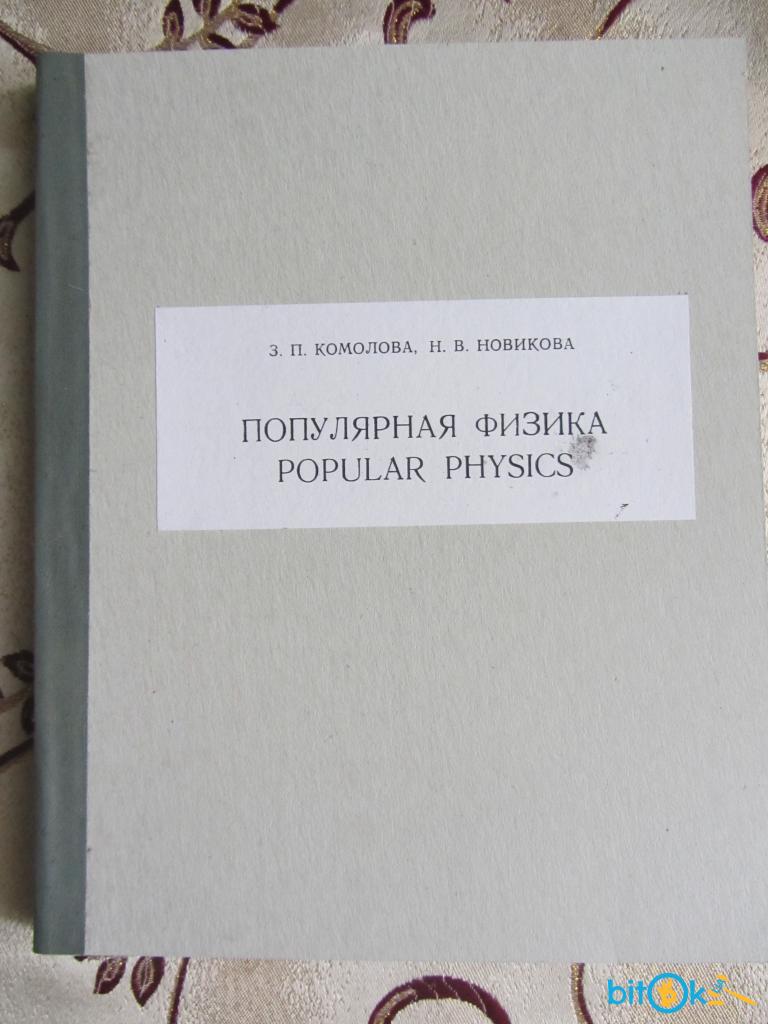 З. П. КОМОЛОВА, Н. В. НОВИКОВА
ПОПУЛЯРНАЯ ФИЗИКА
POPULAR PHYSICS
bitOk